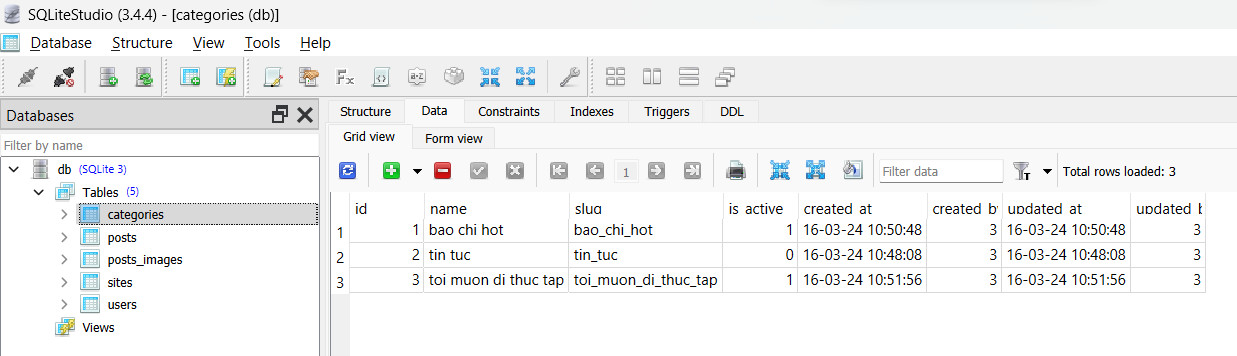 SQLiteStudio (3.4.4) - [categories (db)]
Database Structure View Tools Help
Databases
Structure Data Constraints Indexes Triggers DDL
Filter by name
Grid view Form view
db (SQLite 3)
1 Filter data Total rows loaded: 3
Tables (5)
categories
posts
posts_images
sites
users
Views
id name slug is_active created_at created_by updated_at updated_b
1 1 bao chi hot bao_chi_hot 1 16-03-24 10:50:48 3 16-03-24 10:50:48 3
2 2 tin tuc tin_tuc 0 16-03-24 10:48:08 3 16-03-24 10:48:08 3
3 3 toi muon di thuc tap toi_muon_di_thuc_tap 1 16-03-24 10:51:56 3 16-03-24 10:51:56 3